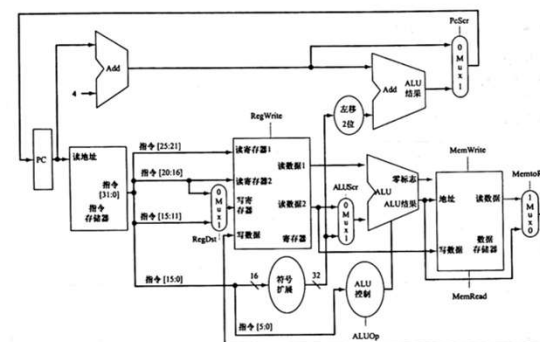 PcScr
0
Mux
1
Add
4
Add
ALU
结果
左移
2位
RegWrite
PC
读地址
指令
[31:0]
指令
存储器
指令 [25:21]
指令 [20:16]
指令 [15:11]
0
Mux
1
RegDst
读寄存器1
读寄存器2
写寄
存器
写数据
读数据1
读数据2
寄存器
ALUScr
0
Mux
1
ALU
零标志
ALU
结果
MemWrite
地址
读数据
写数据
数据
存储器
MemRead
MemtoR
1
Mux
0
指令 [15:0]
16
符号
扩展
32
ALU
控制
指令 [5:0]
ALUOp